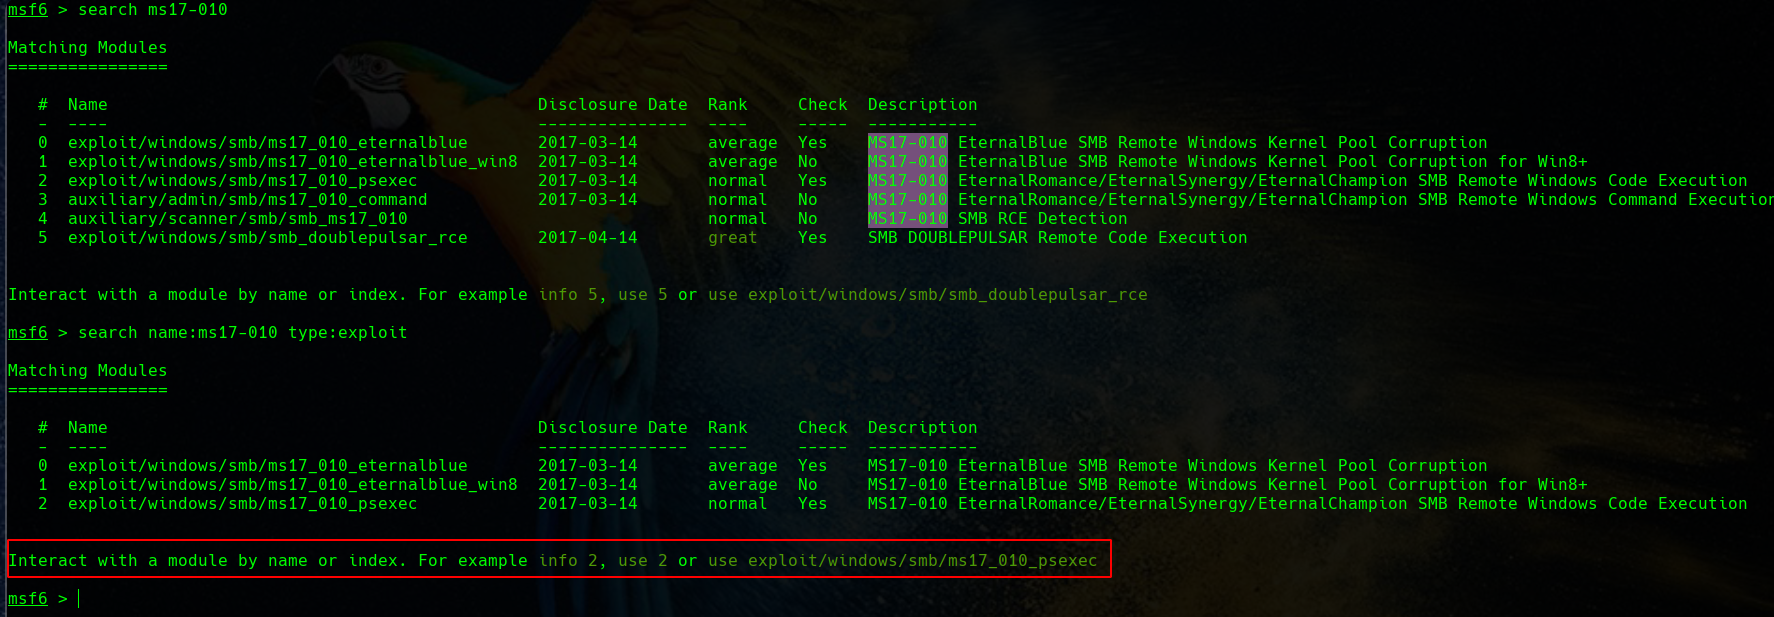 msf6 > search ms17-010
Matching Modules
================
# Name Disclosure Date Rank Check Description
- ---- --------------- ---- ----- -----------
0 exploit/windows/smb/ms17_010_eternalblue 2017-03-14 average Yes MS17-010 EternalBlue SMB Remote Windows Kernel Pool Corruption
1 exploit/windows/smb/ms17_010_eternalblue_win8 2017-03-14 average No MS17-010 EternalBlue SMB Remote Windows Kernel Pool Corruption for Win8+
2 exploit/windows/smb/ms17_010_psexec 2017-03-14 normal Yes MS17-010 EternalRomance/EternalSynergy/EternalChampion SMB Remote Windows Code Execution
3 auxiliary/admin/smb/ms17_010_command 2017-03-14 normal No MS17-010 EternalRomance/EternalSynergy/EternalChampion SMB Remote Windows Command Execution
4 auxiliary/scanner/smb/smb_ms17_010 normal No MS17-010 SMB RCE Detection
5 exploit/windows/smb/smb_doublepulsar_rce 2017-04-14 great Yes SMB DOUBLEPULSAR Remote Code Execution
Interact with a module by name or index. For example info 5, use 5 or use exploit/windows/smb/smb_doublepulsar_rce
msf6 > search name:ms17-010 type:exploit
Matching Modules
================
# Name Disclosure Date Rank Check Description
- ---- --------------- ---- ----- -----------
0 exploit/windows/smb/ms17_010_eternalblue 2017-03-14 average Yes MS17-010 EternalBlue SMB Remote Windows Kernel Pool Corruption
1 exploit/windows/smb/ms17_010_eternalblue_win8 2017-03-14 average No MS17-010 EternalBlue SMB Remote Windows Kernel Pool Corruption for Win8+
2 exploit/windows/smb/ms17_010_psexec 2017-03-14 normal Yes MS17-010 EternalRomance/EternalSynergy/EternalChampion SMB Remote Windows Code Execution
Interact with a module by name or index. For example info 2, use 2 or use exploit/windows/smb/ms17_010_psexec
msf6 >